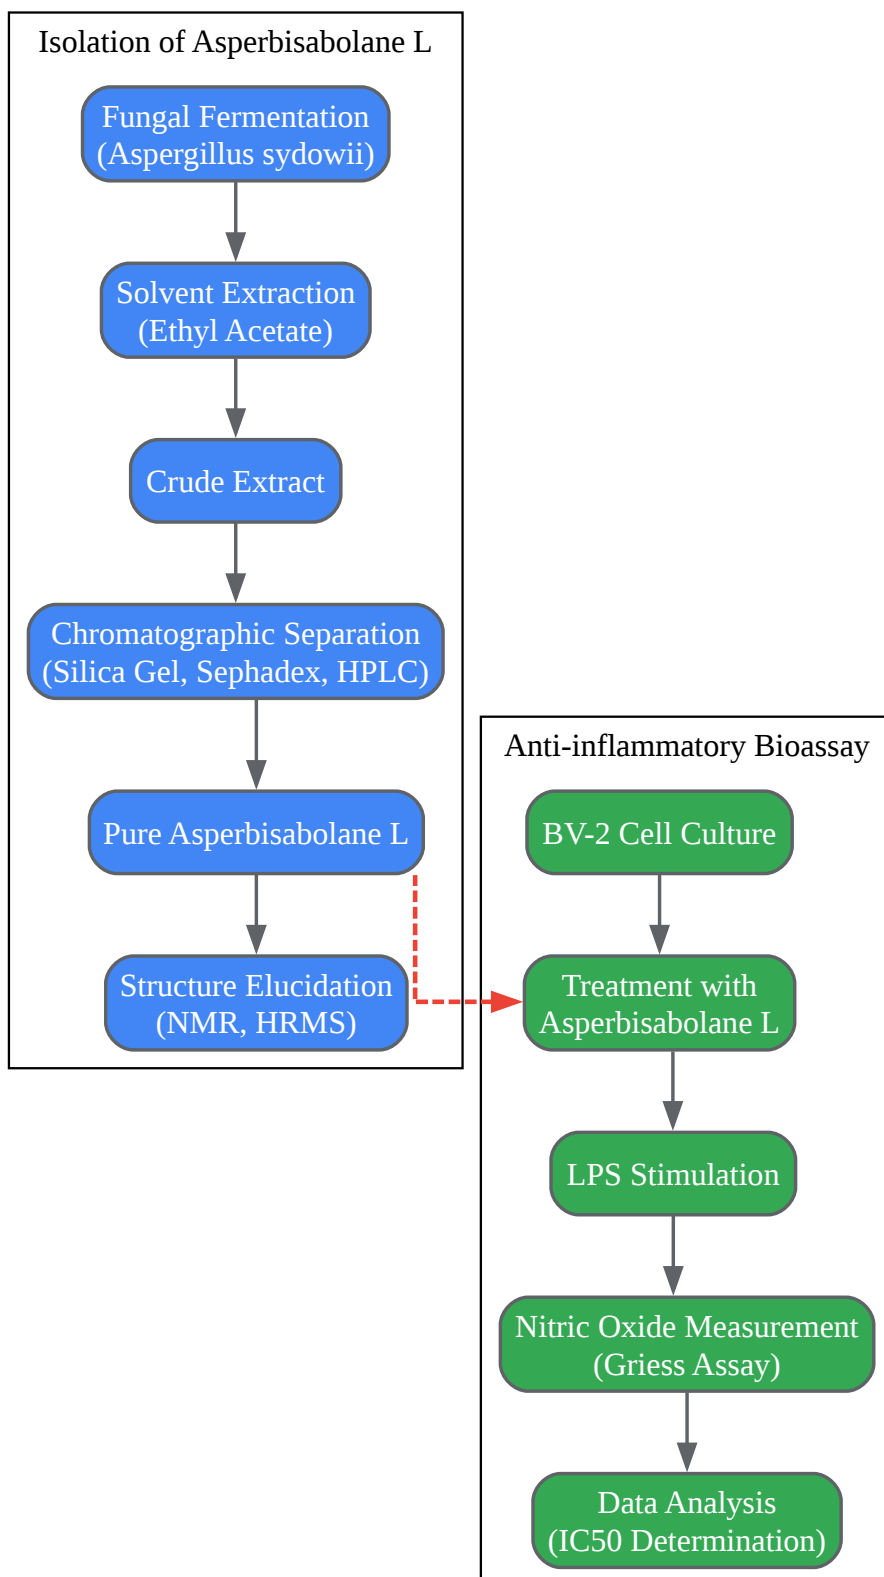 Isolation of Asperbisabolane L
Fungal Fermentation
(Aspergillus sydowii)
Solvent Extraction
(Ethyl Acetate)
Crude Extract
Chromatographic Separation
(Silica Gel, Sephadex, HPLC)
Pure Asperbisabolane L
Structure Elucidation
(NMR, HRMS)
Anti-inflammatory Bioassay
BV-2 Cell Culture
Treatment with
Asperbisabolane L
LPS Stimulation
Nitric Oxide Measurement
(Griess Assay)
Data Analysis
(IC50 Determination)